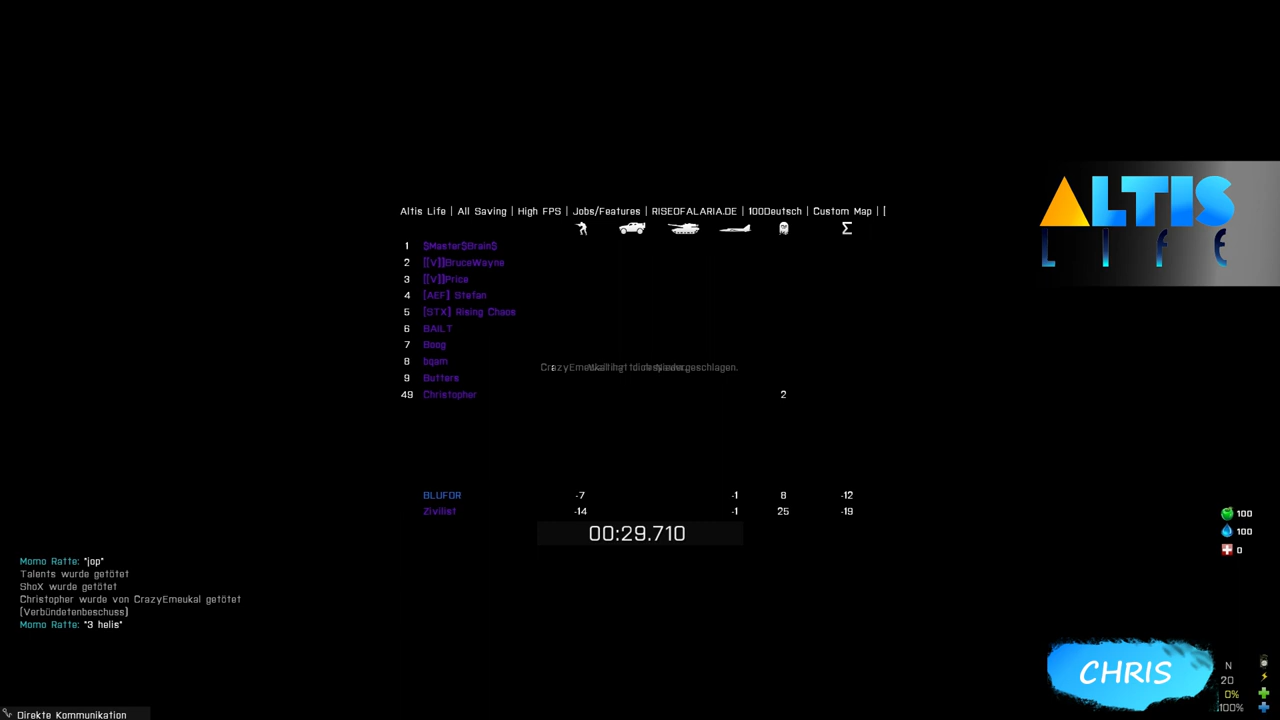 Altis Life | All Saving | High FPS | Jobs/Features | RISEOFALARIA.DE | 100Deutsch | Custom Map | [
Σ
1 $Master$Brain$
2 [[V]]BruceWayne
3 [[V]]Price
4 [AEF] Stefan
5 [STX] Rising Chaos
6 BAILT
7 Boog
8 bqam
9 Butters
CrazyEmeukal hat dich niedergeschlagen.
49 Christopher 2
BLUFOR -7 -1 8 -12
Zivilist -14 -1 25 -19
00:29.710
ALTIS
LIFE
100
100
0
Momo Ratte: "jop"
Talents wurde getötet
ShoX wurde getötet
Christopher wurde von CrazyEmeukal getötet
(Verbündetenbeschuss)
Momo Ratte: "3 helis"
Direkte Kommunikation
CHRIS
N
20
0%
100%